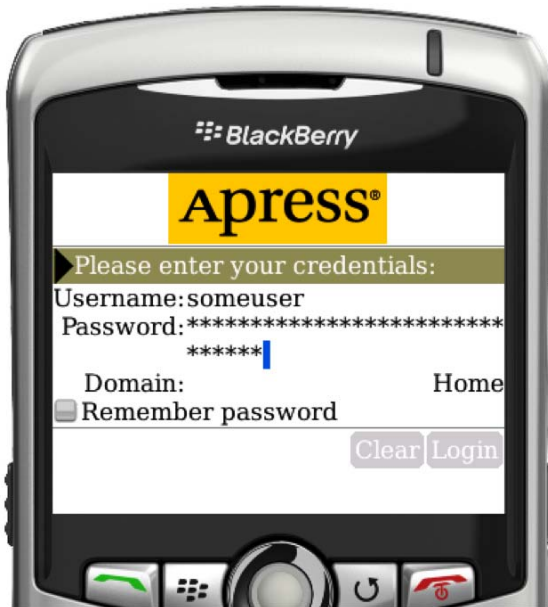 BlackBerry
Apress®
Please enter your credentials:
Username: someuser
Password: *************************
******
Domain: Home
Remember password
Clear Login